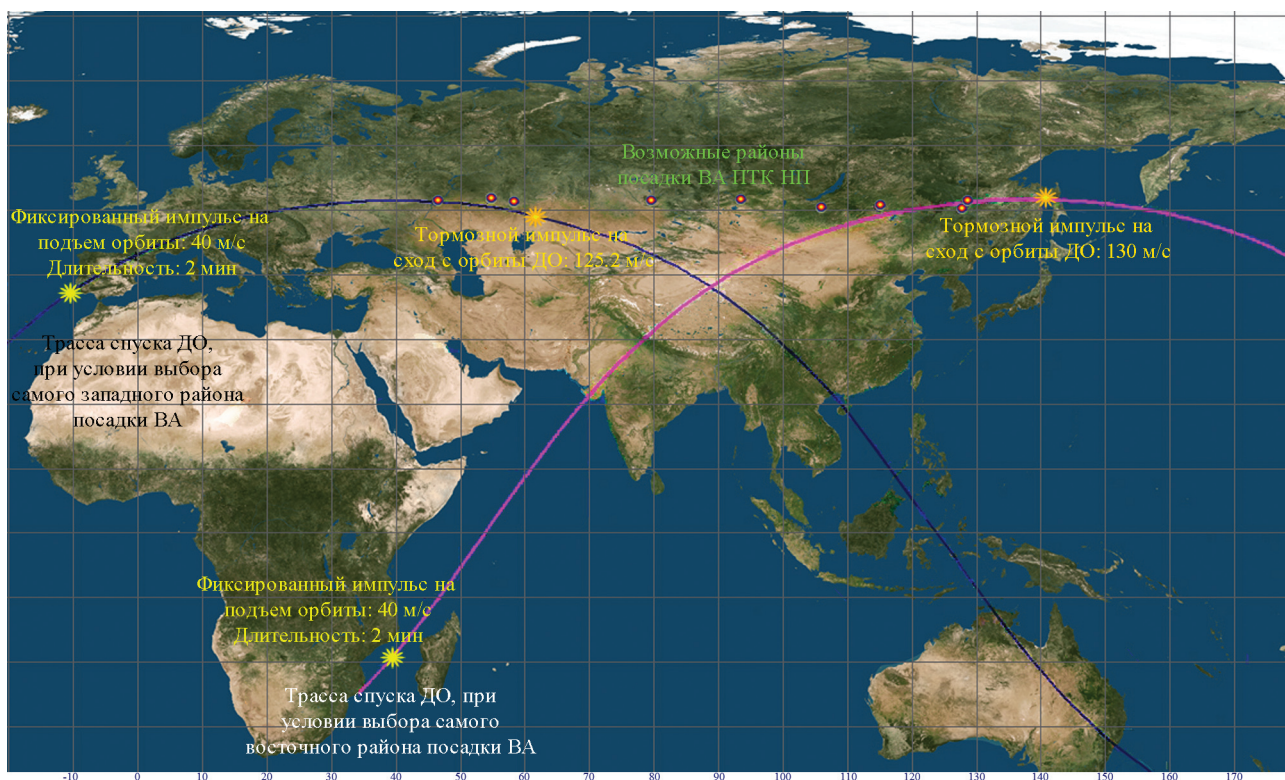 Возможные районы
посадки ВА ПТК НП
Фиксированный импульс на
подъем орбиты: 40 м/с
Длительность: 2 мин
Тормозной импульс на
сход с орбиты ДО: 125.2 м/с
Тормозной импульс на
сход с орбиты ДО: 130 м/с
Трасса спуска ДО,
при условии выбора
самого западного района
посадки ВА
Фиксированный импульс на
подъем орбиты: 40 м/с
Длительность: 2 мин
Трасса спуска ДО, при
условии выбора самого
восточного района посадки ВА
-10 0 10 20 30 40 50 60 70 80 90 100 110 120 130 140 150 160 170